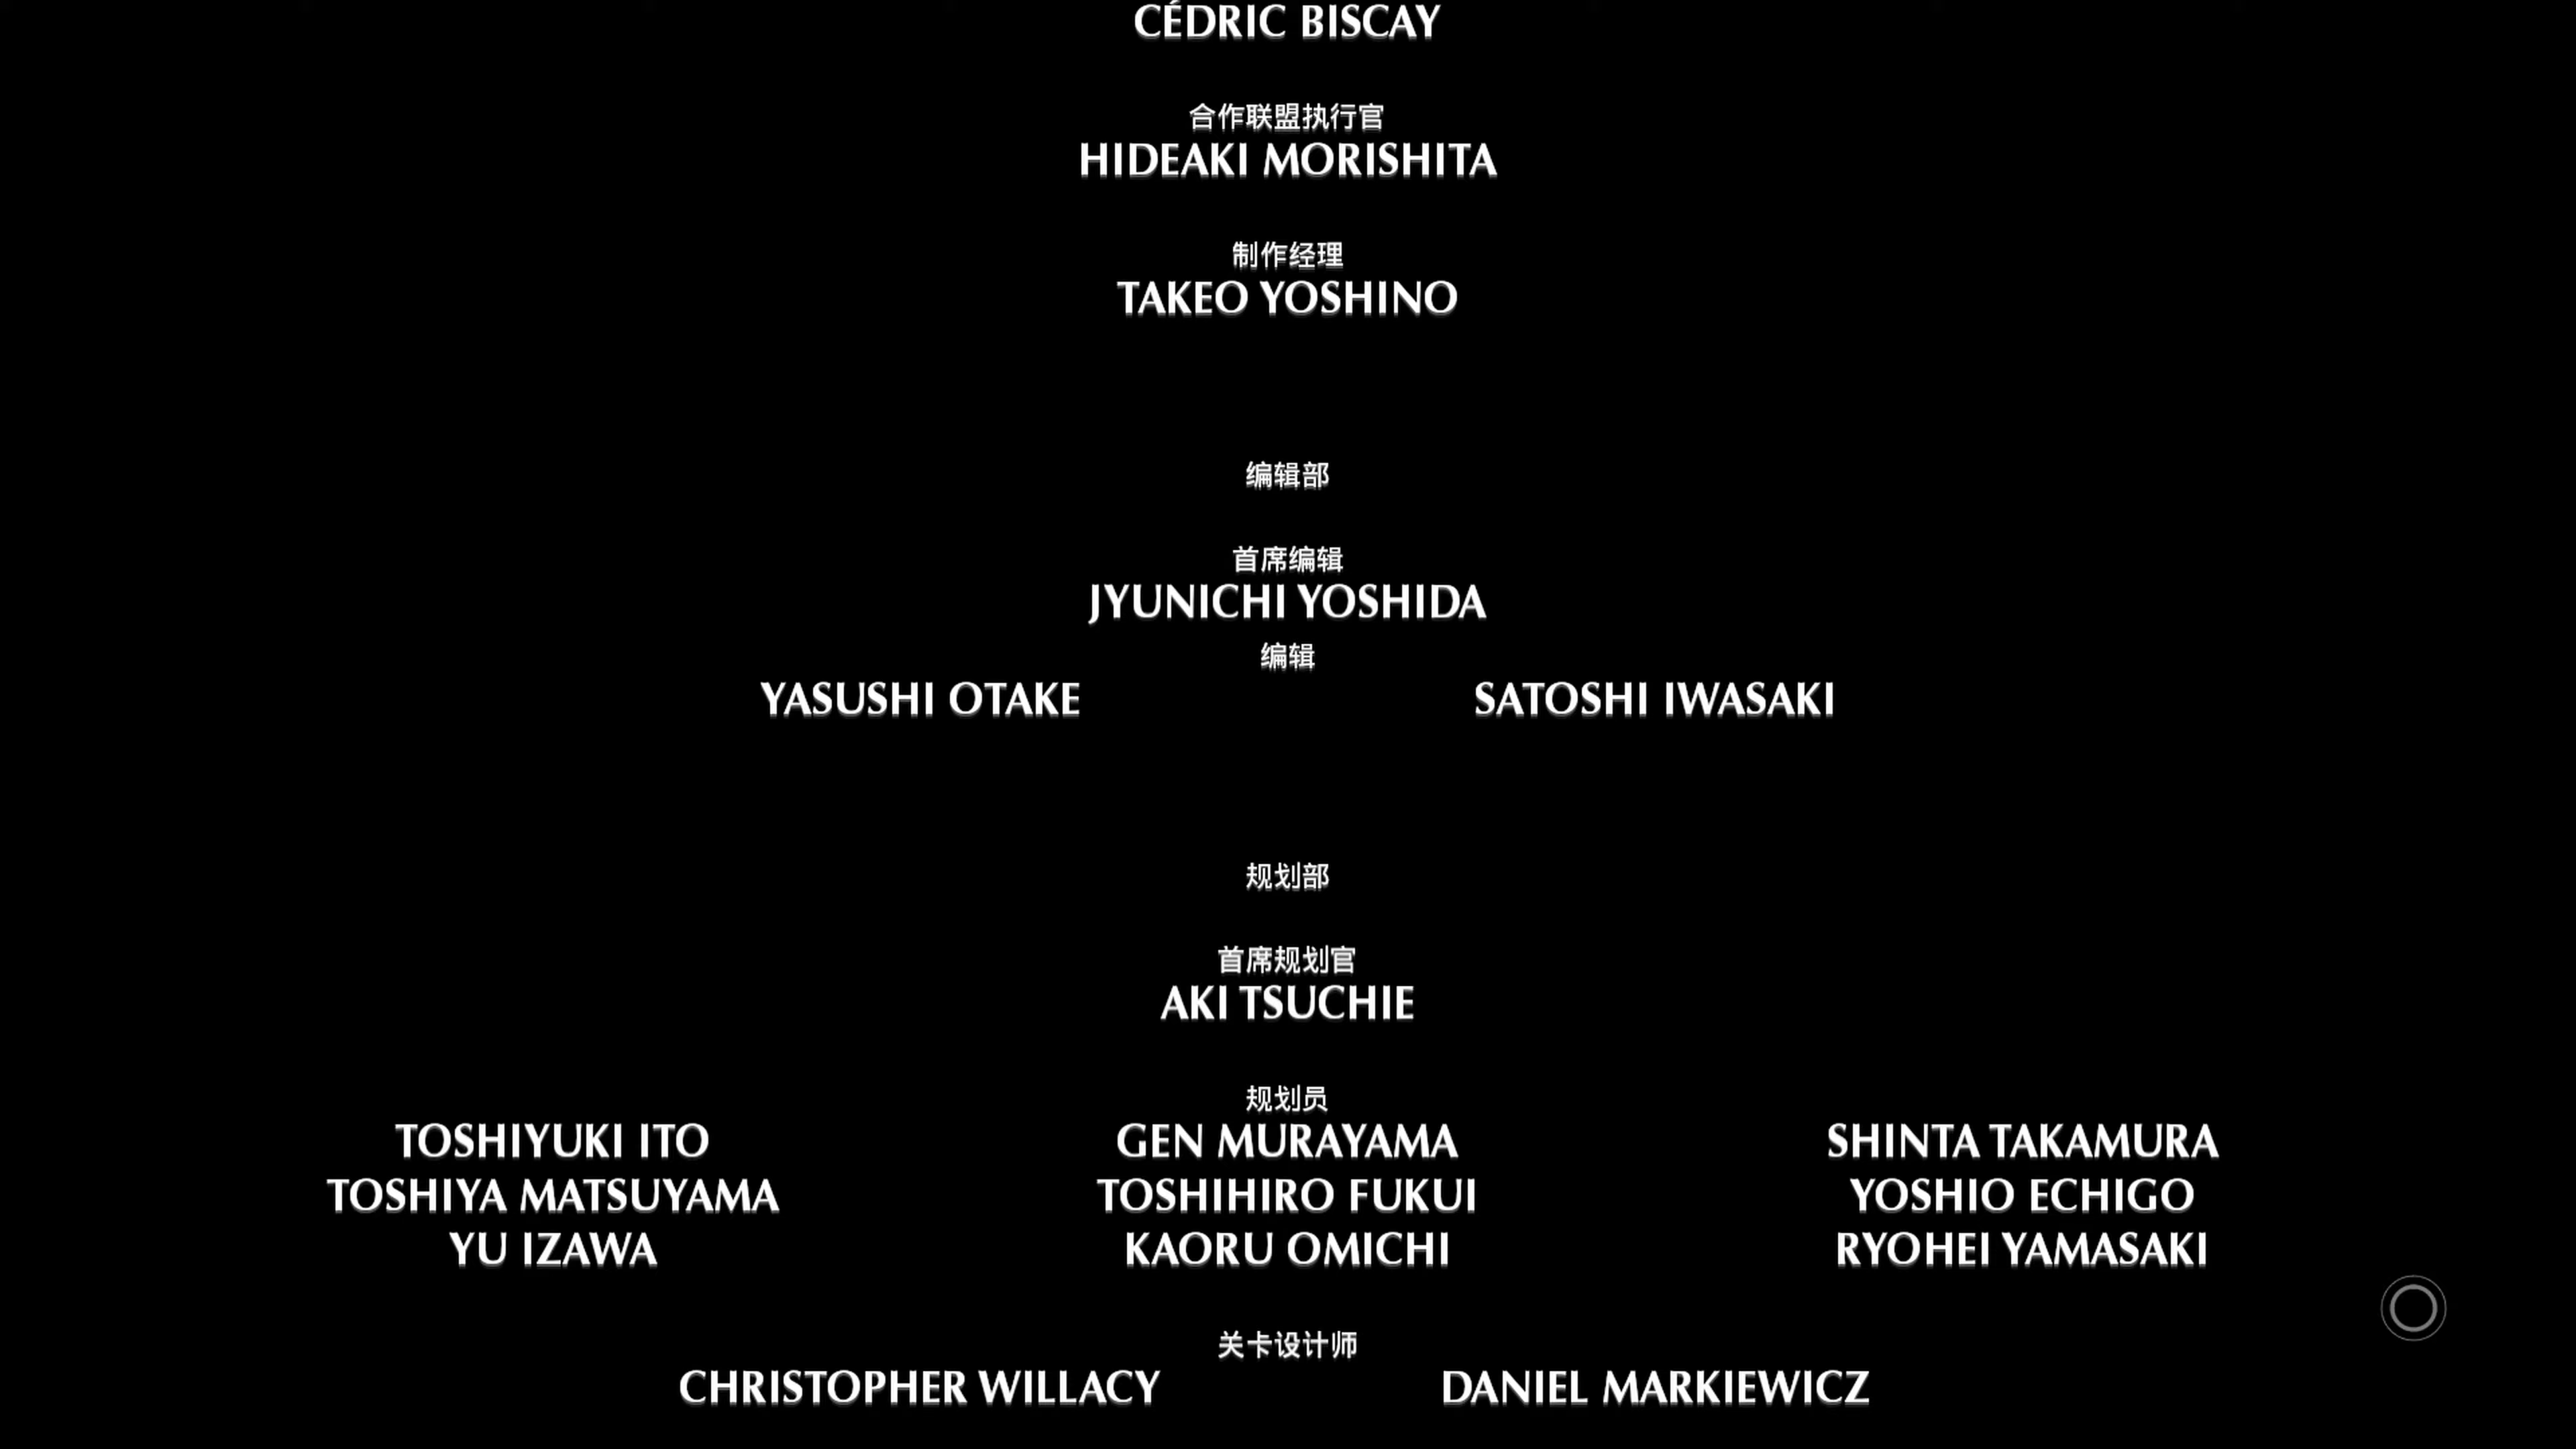 CÉDRIC BISCAY
合作联盟执行官
HIDEAKI MORISHITA
制作经理
TAKEO YOSHINO
编辑部
首席编辑
JYUNICHI YOSHIDA
编辑
YASUSHI OTAKE SATOSHI IWASAKI
规划部
首席规划官
AKI TSUCHIE
规划员
TOSHIYUKI ITO GEN MURAYAMA SHINTA TAKAMURA
TOSHIYA MATSUYAMA TOSHIHIRO FUKUI YOSHIO ECHIGO
YU IZAWA KAORU OMICHI RYOHEI YAMASAKI
关卡设计师
CHRISTOPHER WILLACY DANIEL MARKIEWICZ